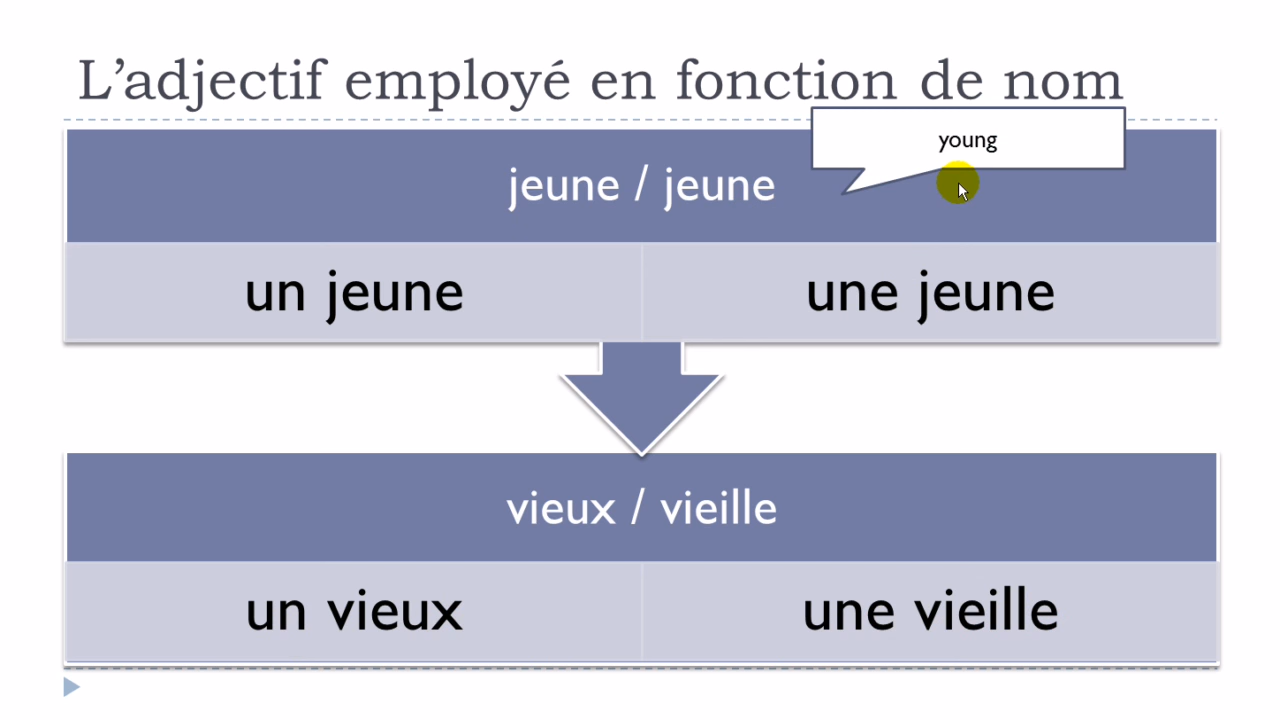 L’adjectif employé en fonction de nom
young
jeune / jeune
un jeune
une jeune
vieux / vieille
un vieux
une vieille